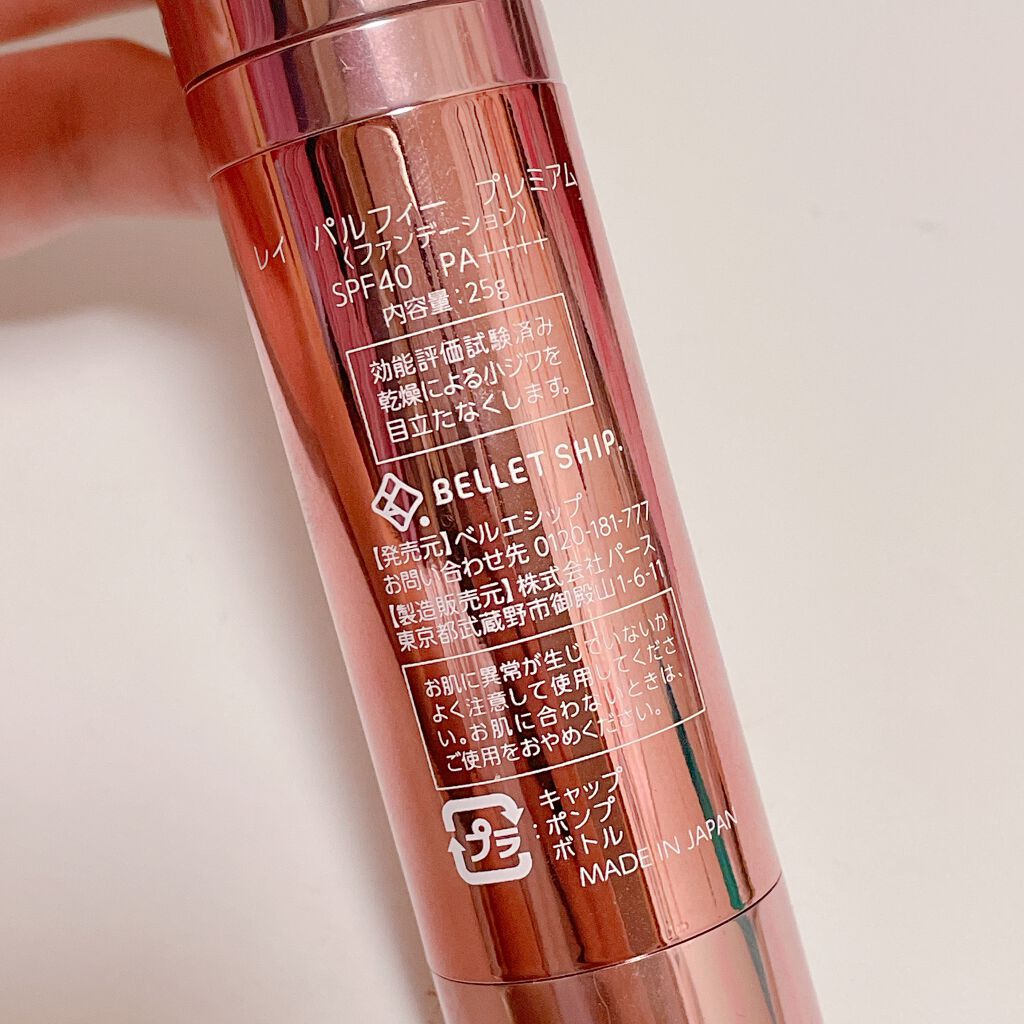 レイ パルフィー プレミアム
〈ファンデーション〉
SPF40 PA++++
内容量:25g
効能評価試験済み
乾燥による小ジワを
目立たなくします。
BELLET SHIP.
【発売元】ベルエシップ
お問い合わせ先 0120-181-777
【製造販売元】株式会社パース
東京都武蔵野市御殿山1-6-11
お肌に異常が生じていないか
よく注意して使用してくださ
い。お肌に合わないときは、
ご使用をおやめください。
プラ
:キャップ
ポンプ
ボトル
MADE IN JAPAN